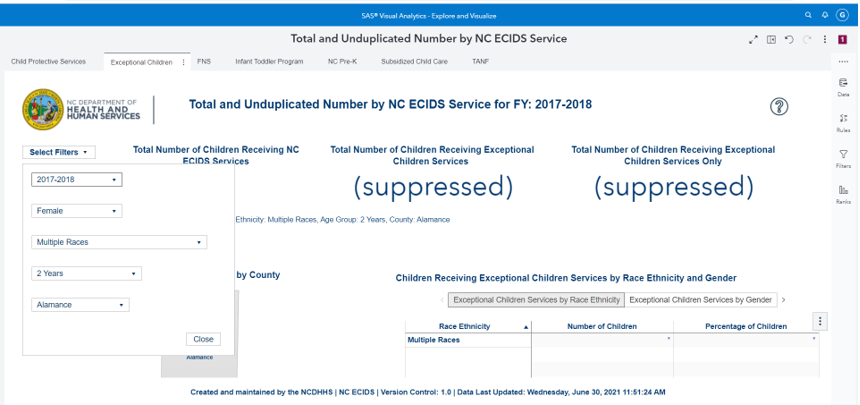 SAS® Visual Analytics - Explore and Visualize
G
Total and Unduplicated Number by NC ECIDS Service
1
Child Protective Services
Exceptional Children
FNS
Infant Toddler Program
NC Pre-K
Subsidized Child Care
TANF
Data
Rules
Filters
Ranks
NC DEPARTMENT OF
HEALTH AND
HUMAN SERVICES
Total and Unduplicated Number by NC ECIDS Service for FY: 2017-2018
?
Select Filters
Total Number of Children Receiving NC
ECIDS Services
Total Number of Children Receiving Exceptional
Children Services
(suppressed)
Total Number of Children Receiving Exceptional
Children Services Only
(suppressed)
2017-2018
Female
Multiple Races
2 Years
Alamance
Close
Ethnicity: Multiple Races, Age Group: 2 Years, County: Alamance
by County
Alamance
Children Receiving Exceptional Children Services by Race Ethnicity and Gender
< Exceptional Children Services by Race Ethnicity Exceptional Children Services by Gender >
Race Ethnicity Number of Children Percentage of Children
Multiple Races * *
Created and maintained by the NCDHHS | NC ECIDS | Version Control: 1.0 | Data Last Updated: Wednesday, June 30, 2021 11:51:24 AM